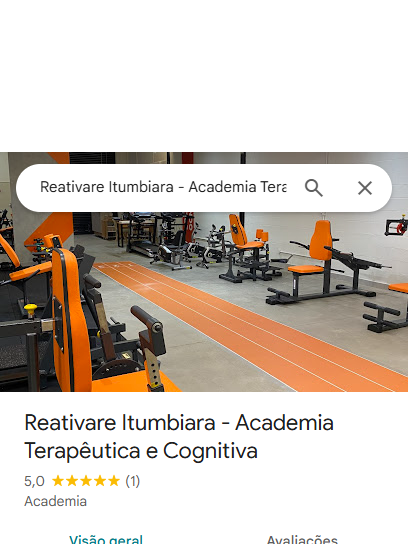 Reativare Itumbiara - Academia Tera
Reativare Itumbiara - Academia
Terapêutica e Cognitiva
5,0 ★★★★★ (1)
Academia
Visão geral Avaliações